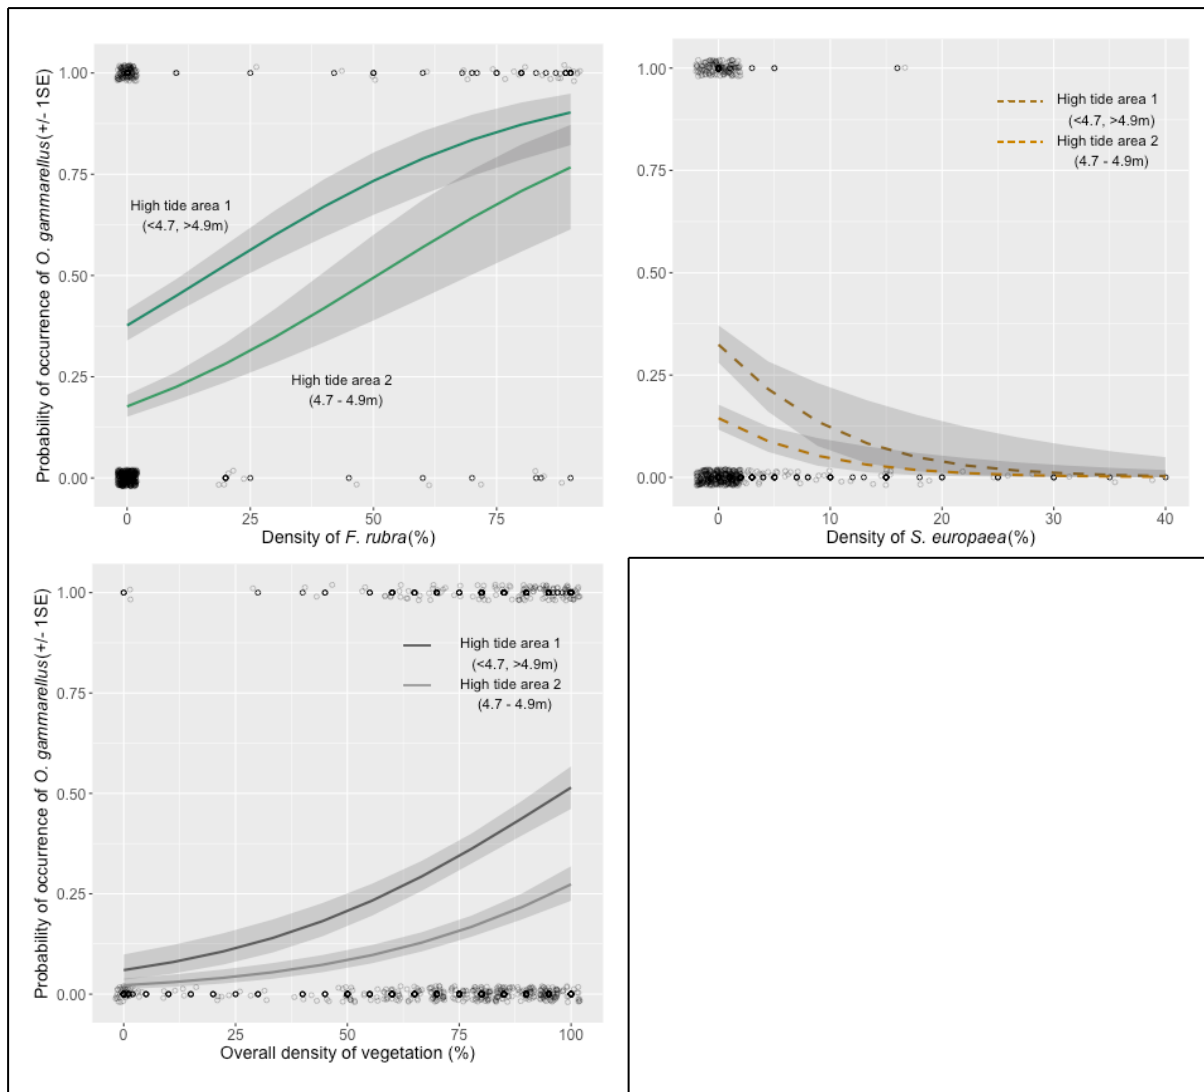 Probability of occurrence of O. gammarellus(+/- 1SE)
1.00
0.75
0.50
0.25
0.00
High tide area 1
(<4.7, >4.9m)
High tide area 2
(4.7 - 4.9m)
0
25
50
75
Density of F. rubra(%)
1.00
0.75
0.50
0.25
0.00
High tide area 1
(<4.7, >4.9m)
High tide area 2
(4.7 - 4.9m)
0
10
20
30
40
Density of S. europaea(%)
Probability of occurrence of O. gammarellus(+/- 1SE)
1.00
0.75
0.50
0.25
0.00
High tide area 1
(<4.7, >4.9m)
High tide area 2
(4.7 - 4.9m)
0
25
50
75
100
Overall density of vegetation (%)